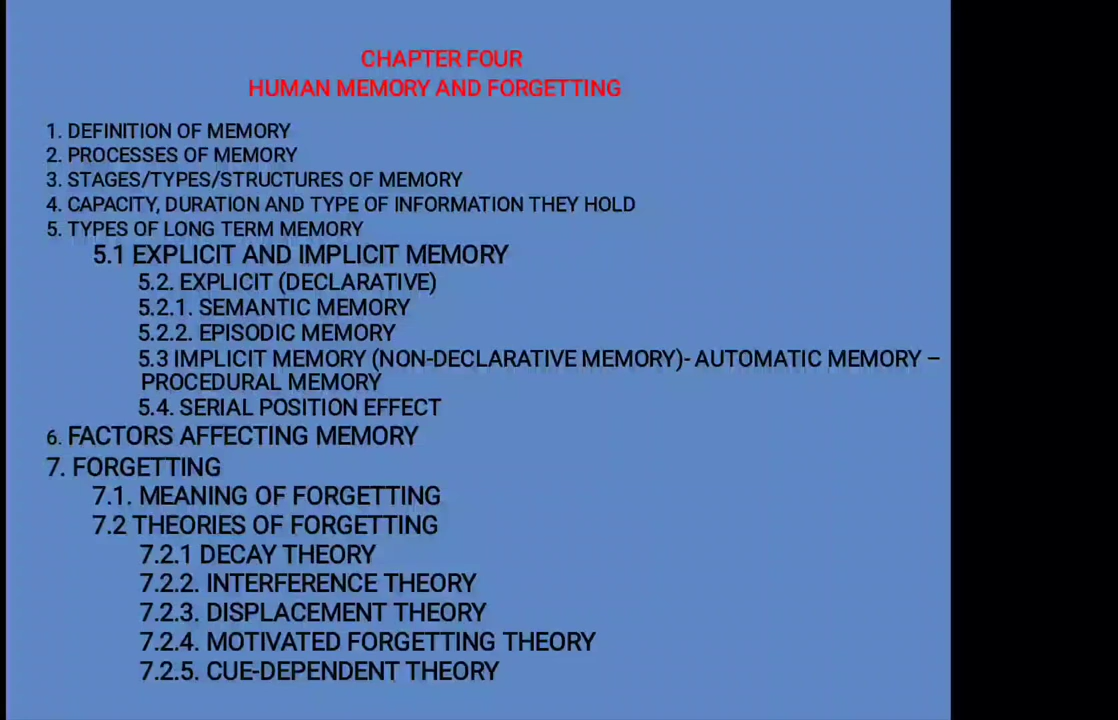 CHAPTER FOUR
HUMAN MEMORY AND FORGETTING
1. DEFINITION OF MEMORY
2. PROCESSES OF MEMORY
3. STAGES/TYPES/STRUCTURES OF MEMORY
4. CAPACITY, DURATION AND TYPE OF INFORMATION THEY HOLD
5. TYPES OF LONG TERM MEMORY
5.1 EXPLICIT AND IMPLICIT MEMORY
5.2. EXPLICIT (DECLARATIVE)
5.2.1. SEMANTIC MEMORY
5.2.2. EPISODIC MEMORY
5.3 IMPLICIT MEMORY (NON-DECLARATIVE MEMORY)- AUTOMATIC MEMORY –
PROCEDURAL MEMORY
5.4. SERIAL POSITION EFFECT
6. FACTORS AFFECTING MEMORY
7. FORGETTING
7.1. MEANING OF FORGETTING
7.2 THEORIES OF FORGETTING
7.2.1 DECAY THEORY
7.2.2. INTERFERENCE THEORY
7.2.3. DISPLACEMENT THEORY
7.2.4. MOTIVATED FORGETTING THEORY
7.2.5. CUE-DEPENDENT THEORY